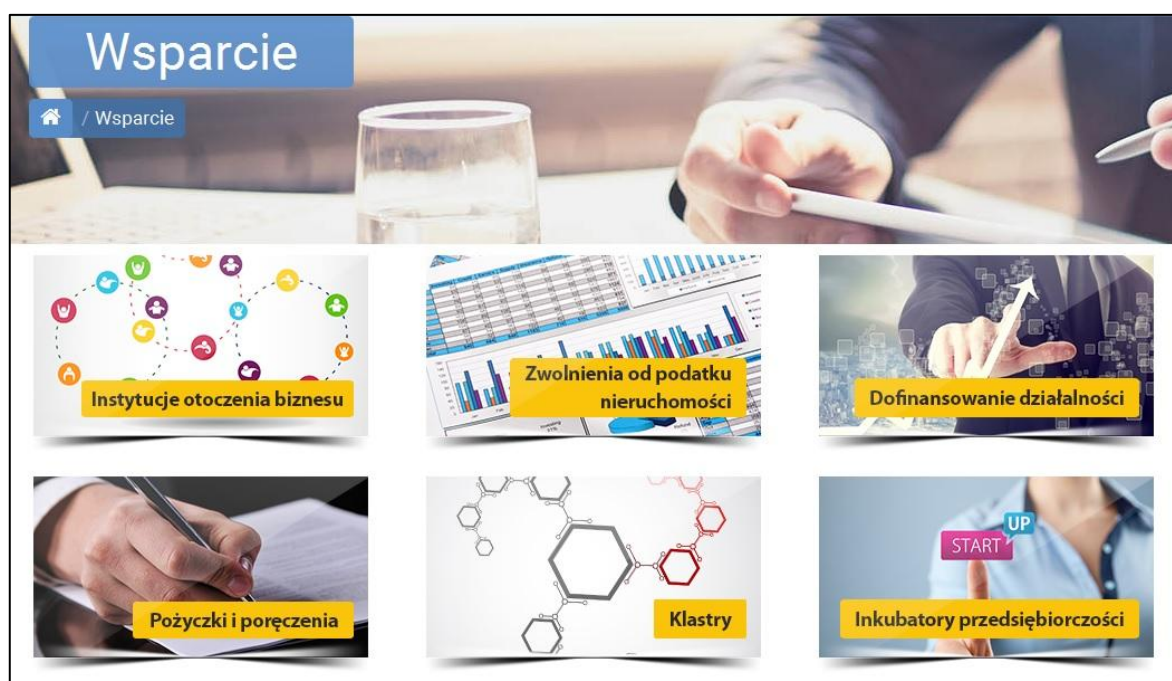 Wsparcie
/ Wsparcie
Instytucje otoczenia biznesu
Zwolnienia od podatku
nieruchomości
Dofinansowanie działalności
Pożyczki i poręczenia
Klastry
START UP
Inkubatory przedsiębiorczości